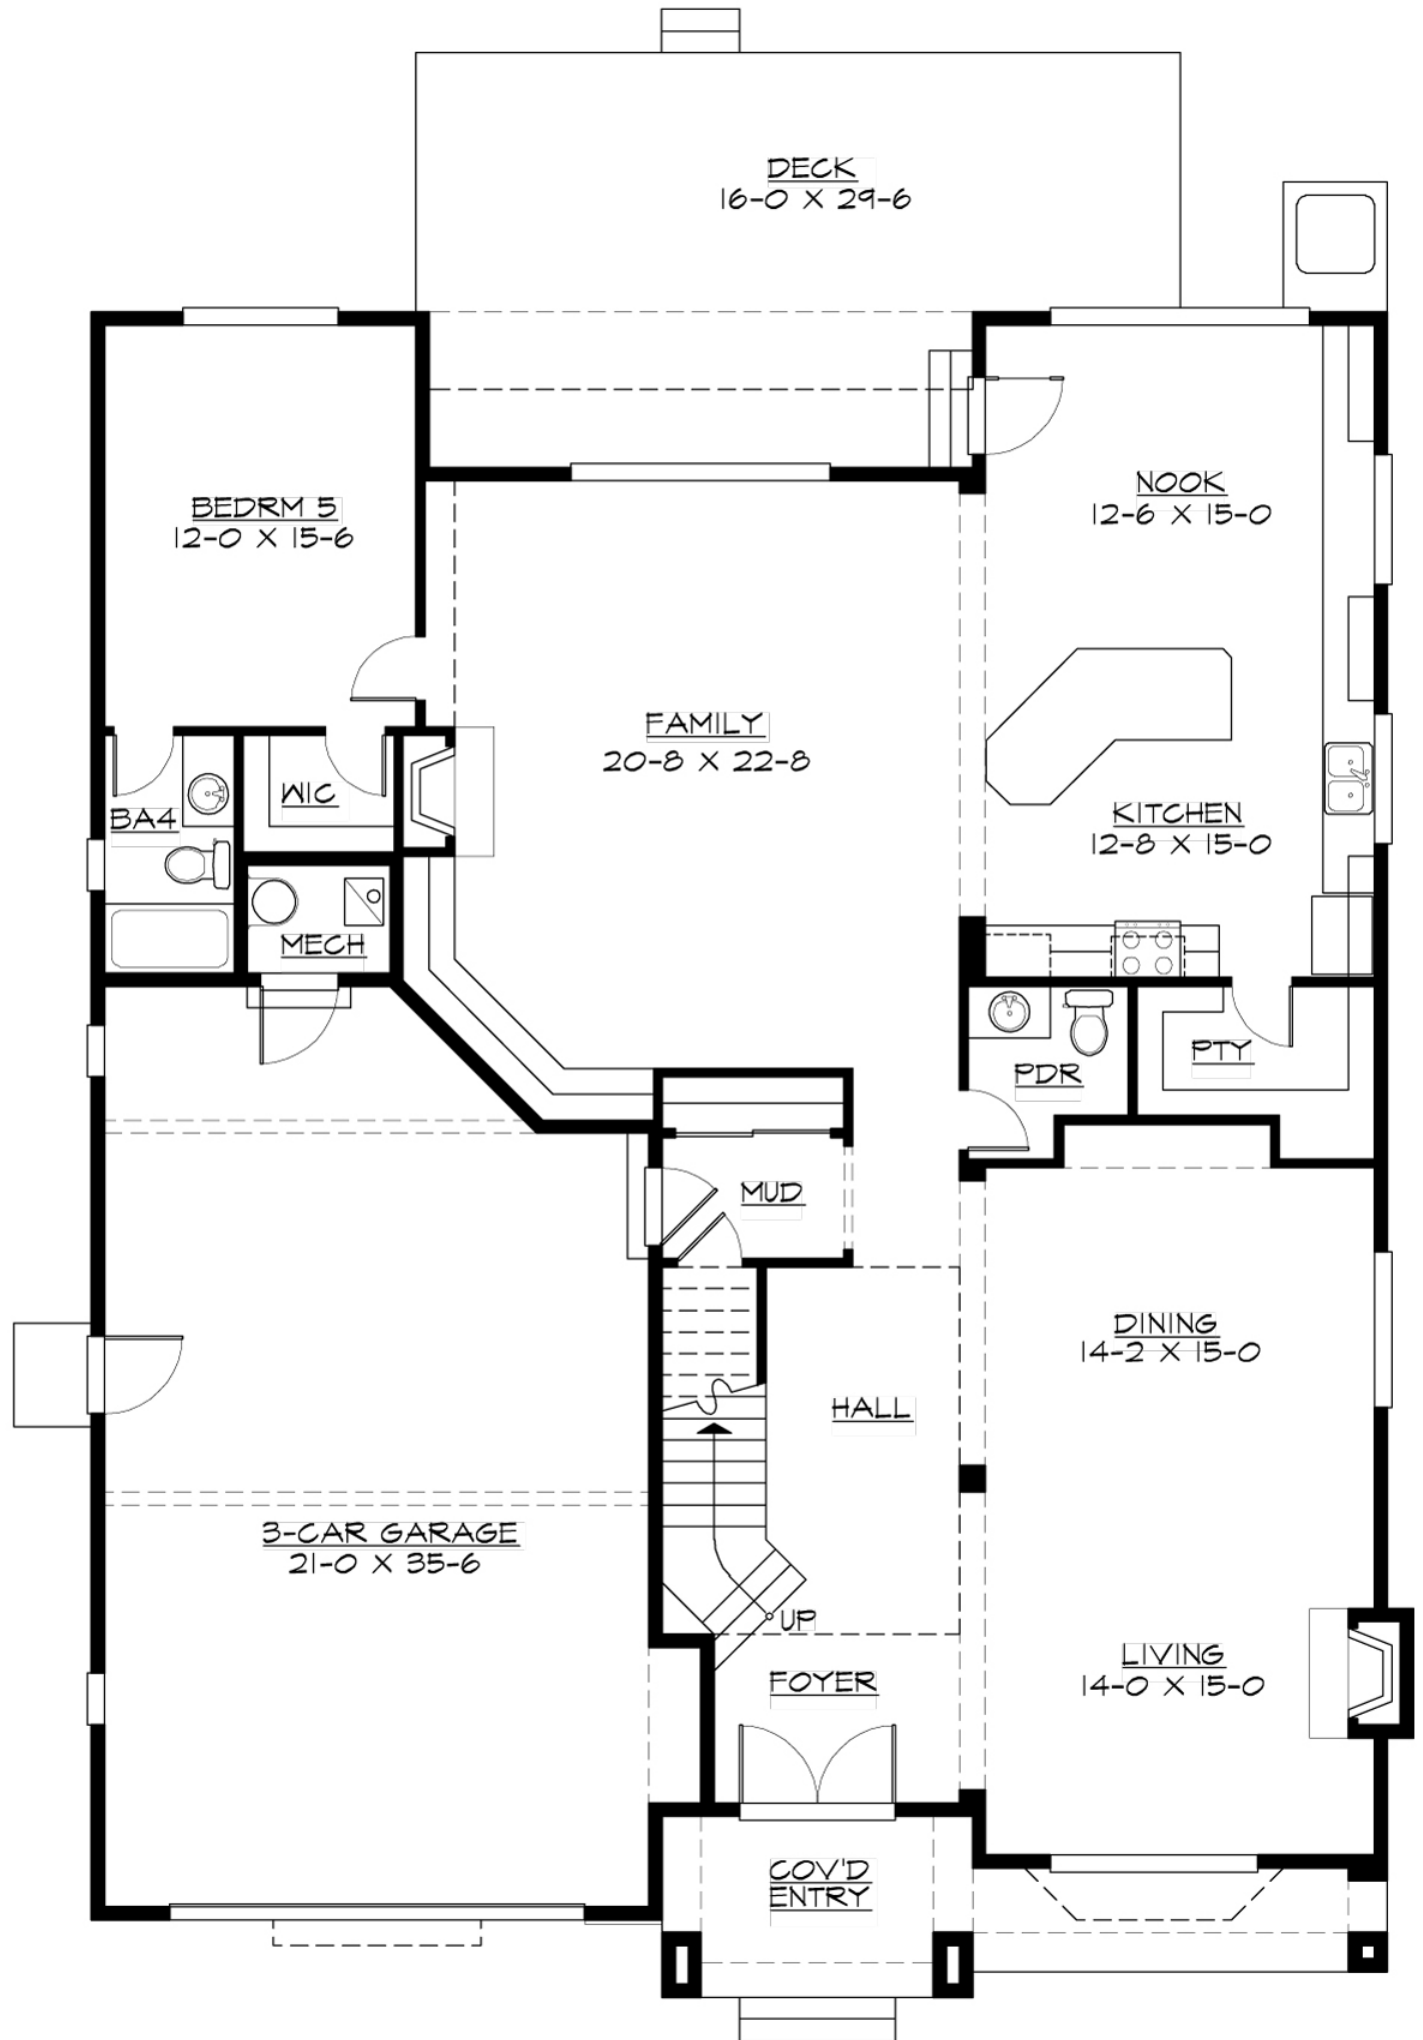 DECK
16-0 X 29-6
BEDRM 5
12-0 X 15-6
NOOK
12-6 X 15-0
FAMILY
20-8 X 22-8
WIC
BA4
KITCHEN
12-8 X 15-0
MECH
PTY
PDR
MUD
DINING
14-2 X 15-0
HALL
3-CAR GARAGE
21-0 X 35-6
UP
LIVING
14-0 X 15-0
FOYER
COV'D
ENTRY